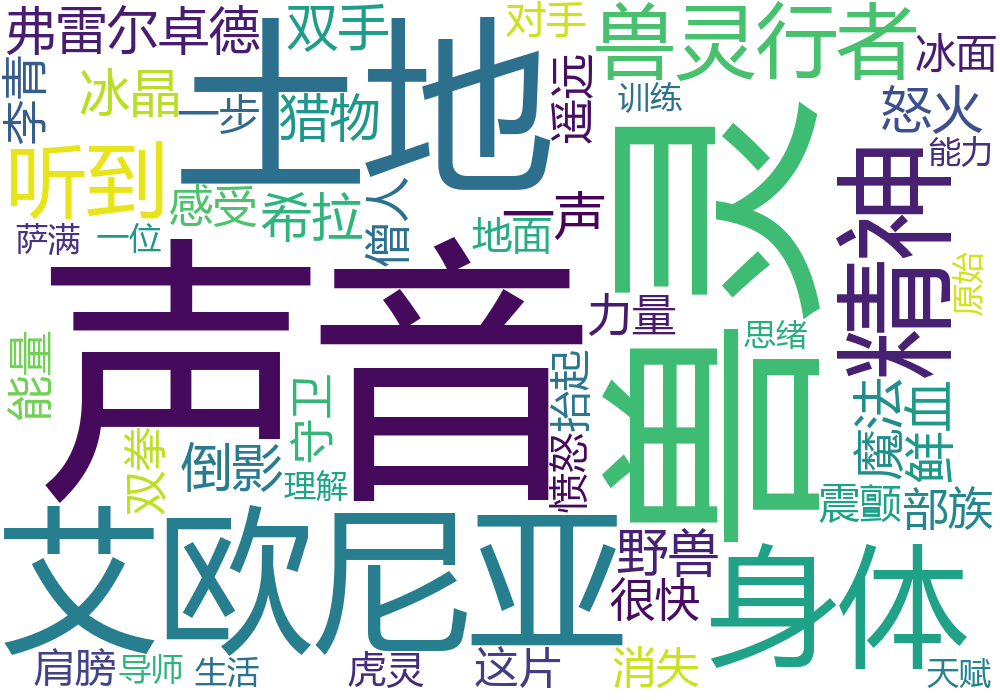 弗雷尔卓德
双手
对手
兽灵行者
冰面
李青
冰晶
一步
猎物
土地
遥远
训练
怒火
能力
听到
感受
希拉
僧人
一声
地面
兽灵
精神
原始
萨满
一位
声音
力量
思绪
能量
守卫
抬起
魔法
鲜血
双拳
倒影
理解
愤怒
震颤
部族
艾欧尼亚
野兽
很快
身体
肩膀
导师
生活
虎灵
这片
消失
天赋